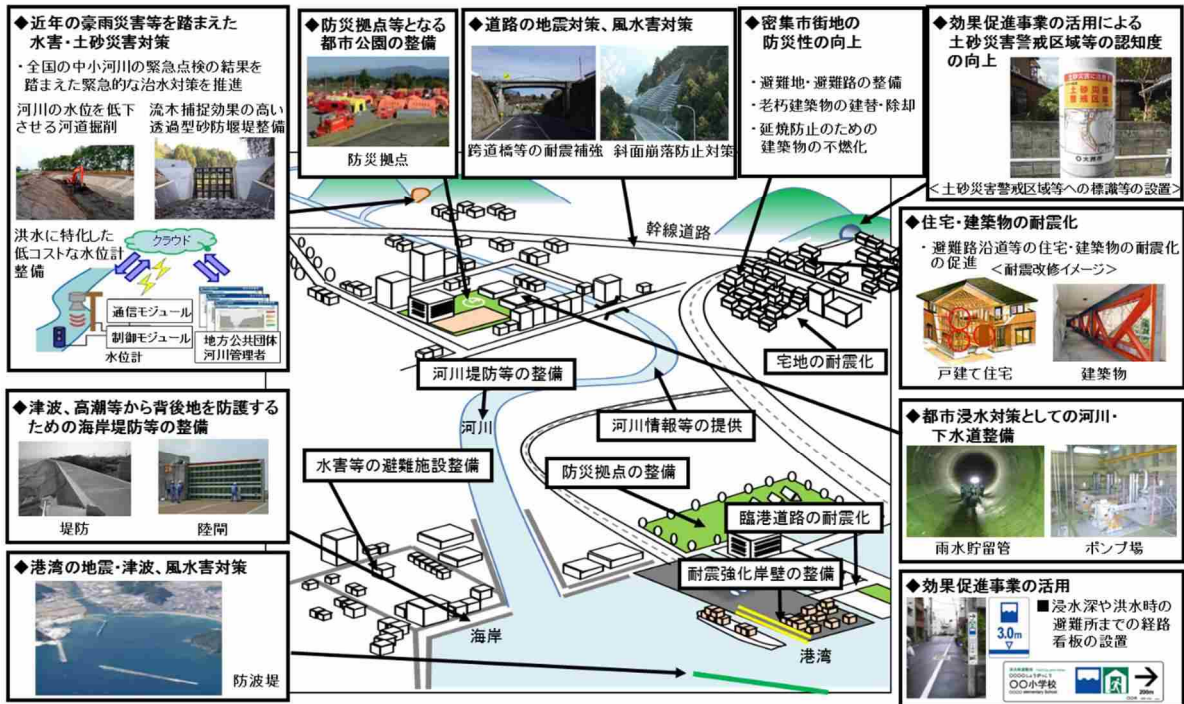 ◆近年の豪雨災害等を踏まえた
水害・土砂災害対策
・全国の中小河川の緊急点検の結果を
踏まえた緊急的な治水対策を推進
河川の水位を低下
させる河道掘削
流木捕捉効果の高い
透過型砂防堰堤整備
洪水に特化した
低コストな水位計
整備
クラウド
通信モジュール
制御モジュール
水位計
地方公共団体
河川管理者
◆防災拠点等となる
都市公園の整備
防災拠点
◆道路の地震対策、風水害対策
跨道橋等の耐震補強
斜面崩落防止対策
◆密集市街地の
防災性の向上
・避難地・避難路の整備
・老朽建築物の建替・除却
・延焼防止のための
建築物の不燃化
◆効果促進事業の活用による
土砂災害警戒区域等の認知度
の向上
土砂災害
警戒区域
<土砂災害警戒区域等への標識等の設置>
◆住宅・建築物の耐震化
・避難路沿道等の住宅・建築物の耐震化
の促進
<耐震改修イメージ>
戸建て住宅
建築物
幹線道路
宅地の耐震化
河川堤防等の整備
河川
河川情報等の提供
水害等の避難施設整備
防災拠点の整備
臨港道路の耐震化
耐震強化岸壁の整備
海岸
港湾
◆津波、高潮等から背後地を防護する
ための海岸堤防等の整備
堤防
陸閘
◆港湾の地震・津波、風水害対策
防波堤
◆都市浸水対策としての河川・
下水道整備
雨水貯留管
ポンプ場
◆効果促進事業の活用
■浸水深や洪水時の
避難所までの経路
看板の設置
3.0m
〇〇小学校
200m